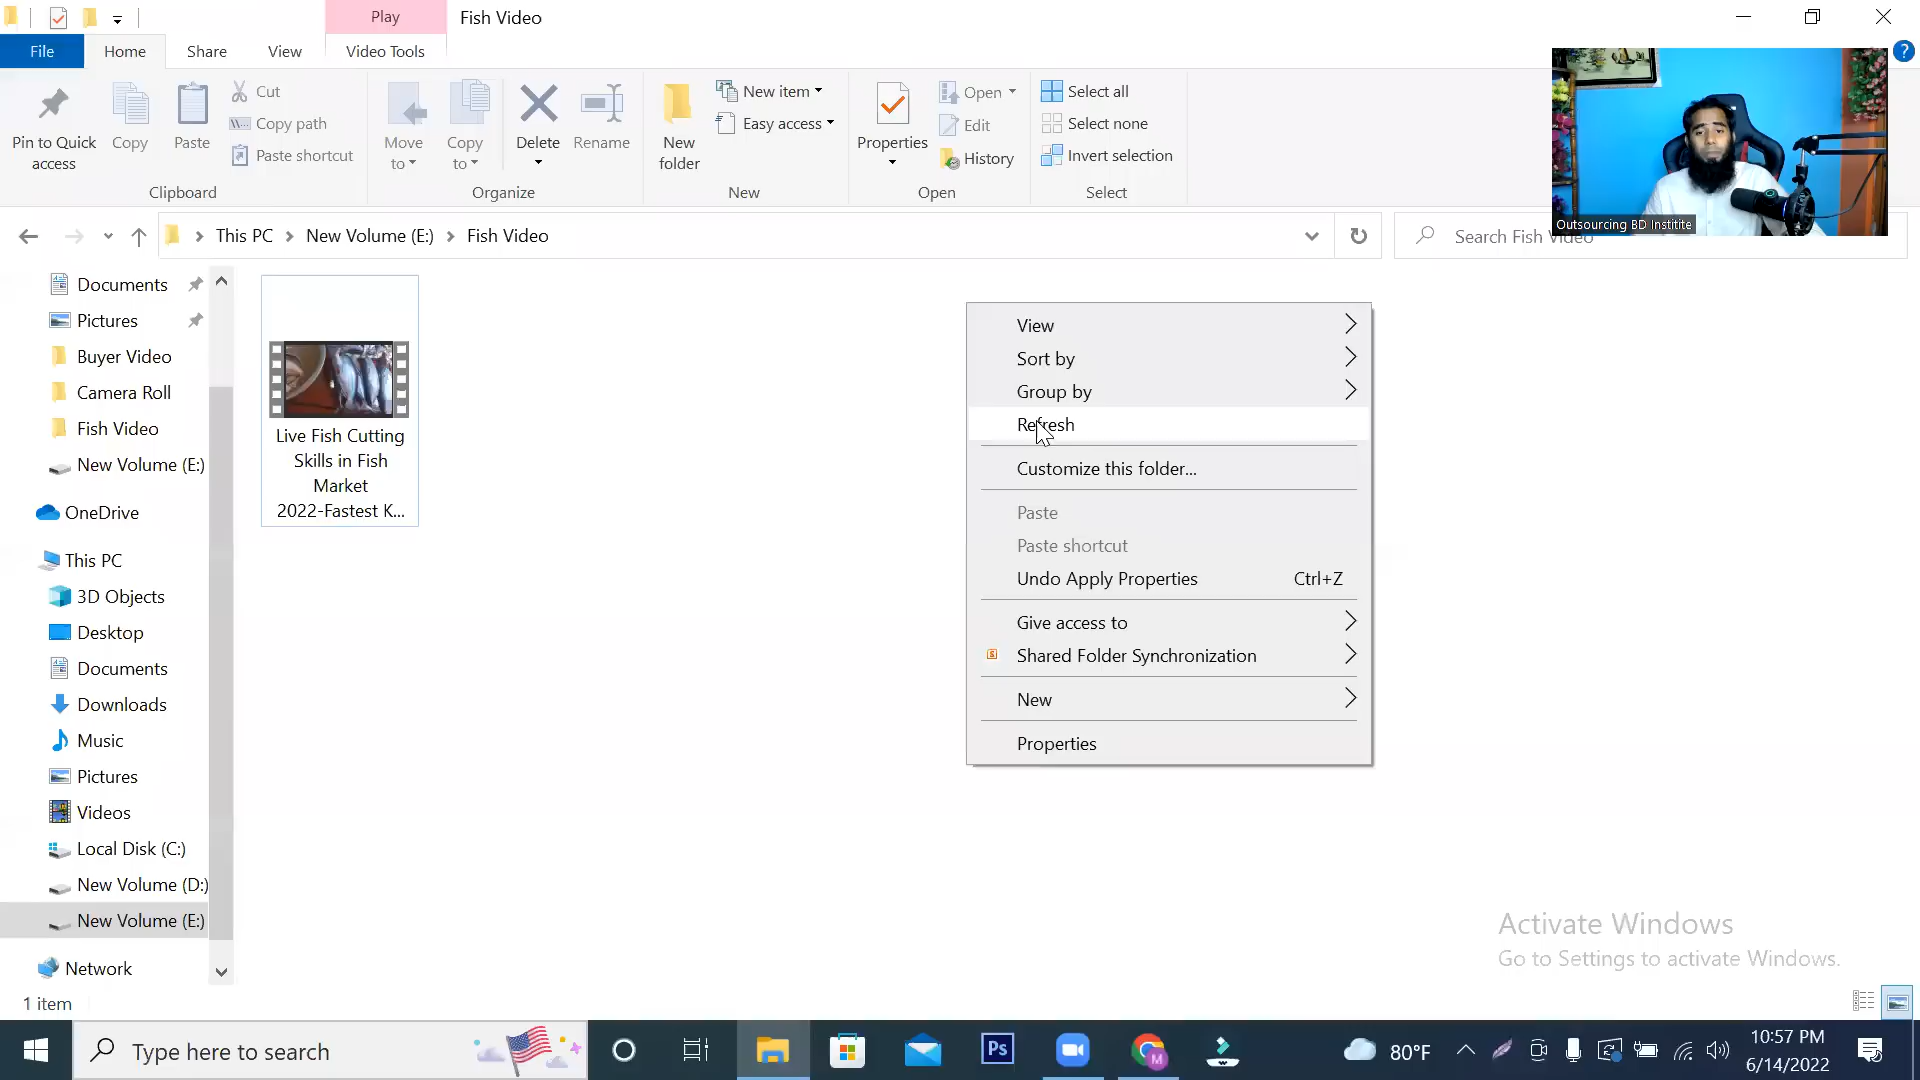 Play
Fish Video
File
Home
Share
View
Video Tools
Pin to Quick
access
Copy
Paste
Cut
Copy path
Paste shortcut
Clipboard
Move
to
Copy
to
Delete
Rename
Organize
New
folder
New item
Easy access
New
Properties
Open
Edit
History
Open
Select all
Select none
Invert selection
Select
Outsourcing BD Institite
This PC
New Volume (E:)
Fish Video
Search Fish Video
Documents
Pictures
Buyer Video
Camera Roll
Fish Video
New Volume (E:)
OneDrive
This PC
3D Objects
Desktop
Documents
Downloads
Music
Pictures
Videos
Local Disk (C:)
New Volume (D:)
New Volume (E:)
Network
Live Fish Cutting
Skills in Fish
Market
2022-Fastest K...
View
Sort by
Group by
Refresh
Customize this folder...
Paste
Paste shortcut
Undo Apply Properties Ctrl+Z
Give access to
S
Shared Folder Synchronization
New
Properties
Activate Windows
Go to Settings to activate Windows.
1 item
Type here to search
Ps
M
80°F
10:57 PM
6/14/2022